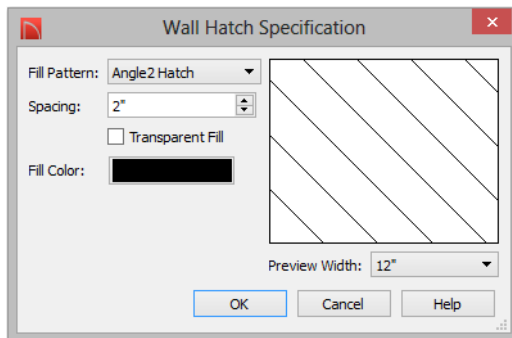 Wall Hatch Specification
Fill Pattern: Angle2 Hatch
Spacing: 2"
Transparent Fill
Fill Color:
Preview Width: 12"
OK Cancel Help